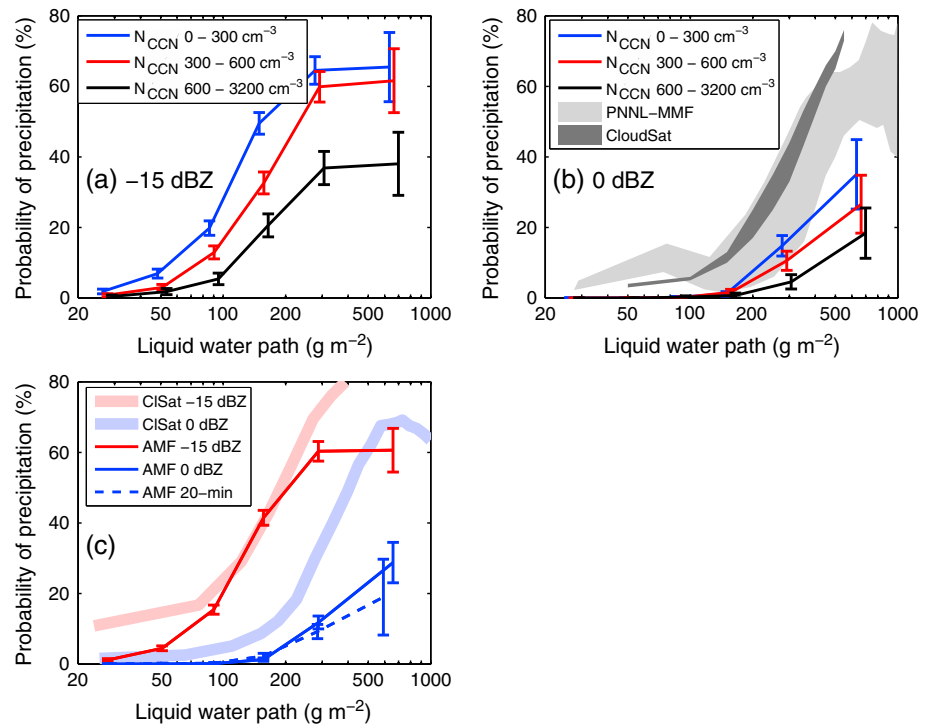 Probability of precipitation (%)
80
60
40
20
0
N_CCN 0 – 300 cm⁻³
N_CCN 300 – 600 cm⁻³
N_CCN 600 – 3200 cm⁻³
(a) −15 dBZ
20 50 100 200 500 1000
Liquid water path (g m⁻²)
Probability of precipitation (%)
80
60
40
20
0
N_CCN 0 – 300 cm⁻³
N_CCN 300 – 600 cm⁻³
N_CCN 600 – 3200 cm⁻³
PNNL−MMF
CloudSat
(b) 0 dBZ
20 50 100 200 500 1000
Liquid water path (g m⁻²)
Probability of precipitation (%)
80
60
40
20
0
ClSat −15 dBZ
ClSat 0 dBZ
AMF −15 dBZ
AMF 0 dBZ
AMF 20−min
(c)
20 50 100 200 500 1000
Liquid water path (g m⁻²)